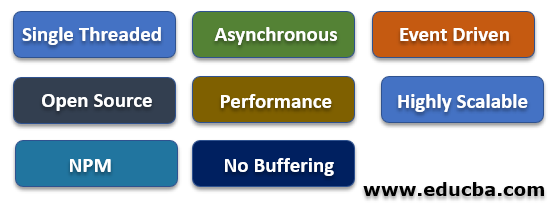 Single Threaded
Asynchronous
Event Driven
Open Source
Performance
Highly Scalable
NPM
No Buffering
www.educba.com